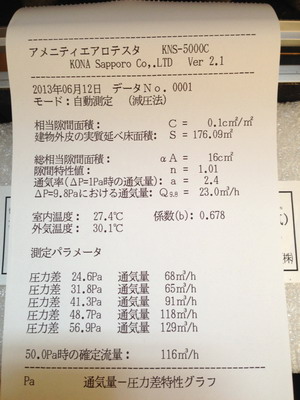 アメニティエアロテスタ KNS-5000C
KONA Sapporo Co,.LTD Ver 2.1
2013年06月12日 データNo. 0001
モード:自動測定 (減圧法)
相当隙間面積: C = 0.1c㎡/㎡
建物外皮の実質延べ床面積: S = 176.09㎡
総相当隙間面積: αA = 16c㎡
隙間特性値: n = 1.01
通気率(ΔP=1Pa時の通気量): a = 2.4
ΔP=9.8Paにおける通気量: Q9.8 = 23.0㎥/h
室内温度: 27.4℃ 係数(b): 0.678
外気温度: 30.1℃
測定パラメータ
圧力差 24.6Pa 通気量 68㎥/h
圧力差 31.8Pa 通気量 65㎥/h
圧力差 41.3Pa 通気量 91㎥/h
圧力差 48.7Pa 通気量 118㎥/h
圧力差 56.9Pa 通気量 129㎥/h
50.0Pa時の確定流量: 116㎥/h
Pa 通気量-圧力差特性グラフ